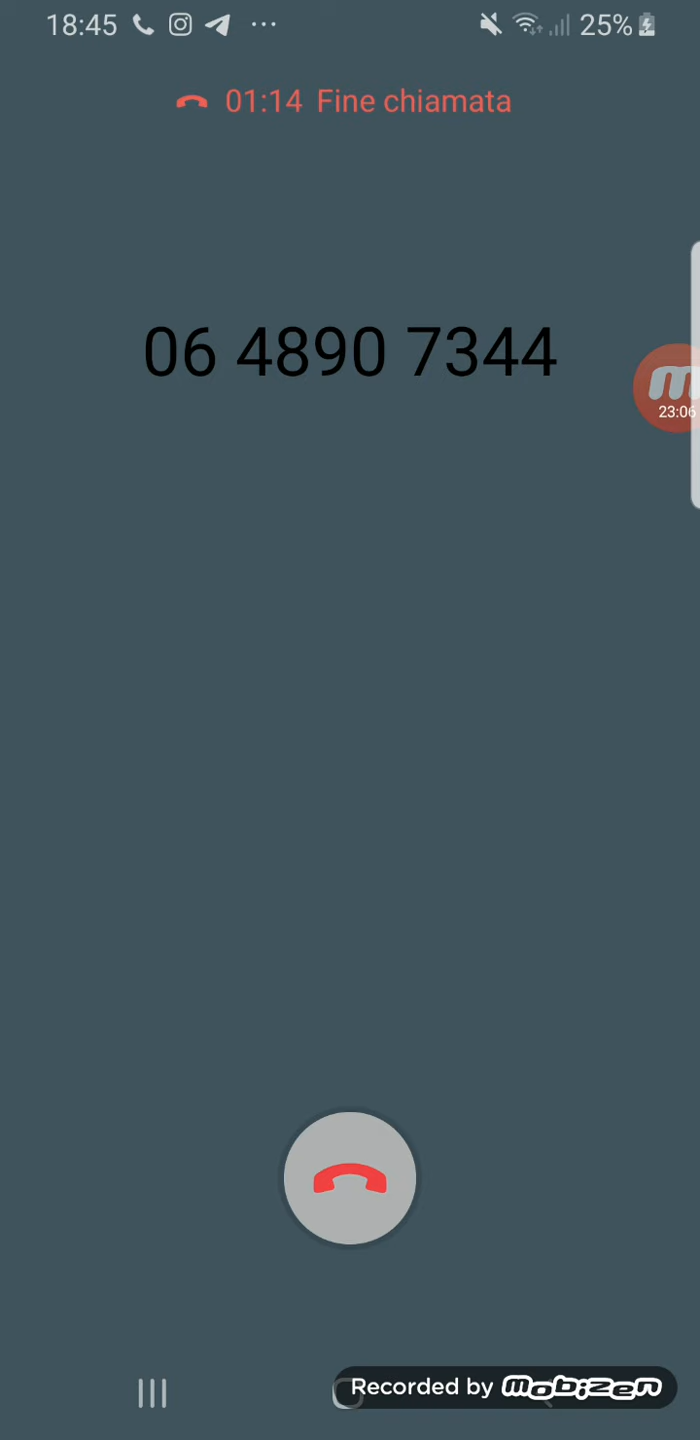 18:45 ... 25%
01:14 Fine chiamata
06 4890 7344
23:06
Recorded by mobizen